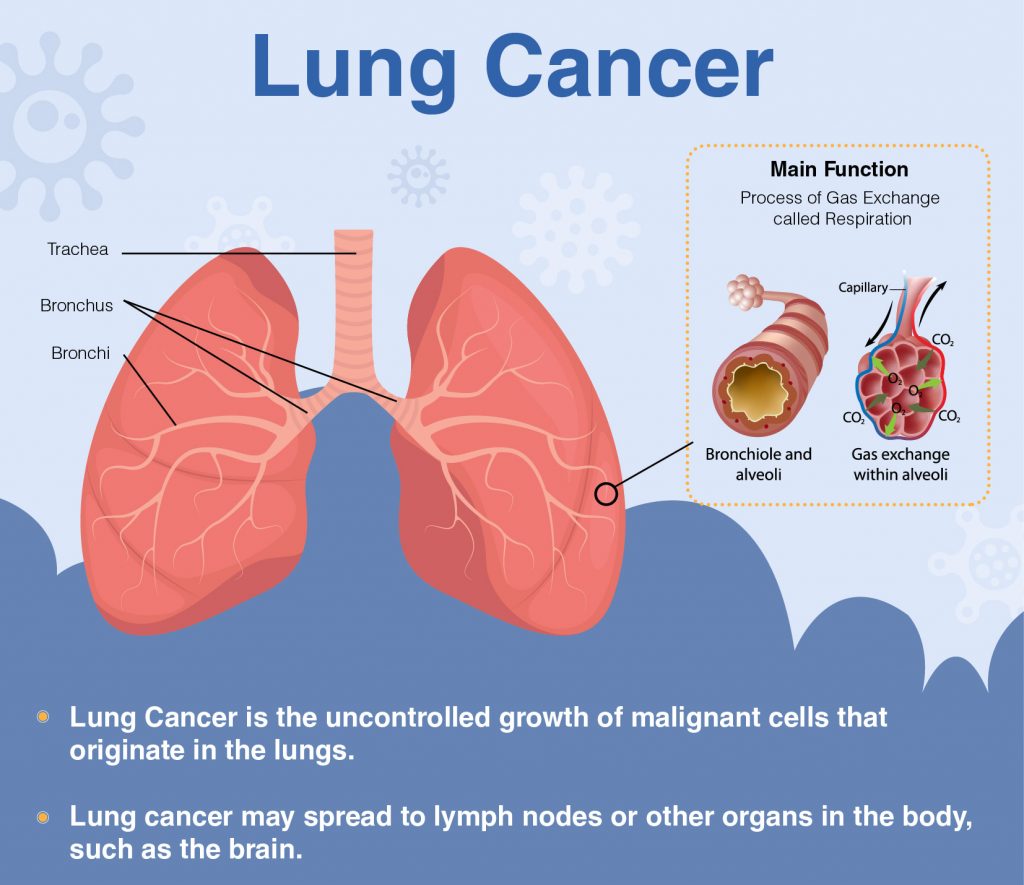 Lung Cancer
Main Function
Process of Gas Exchange
called Respiration
Trachea
Bronchus
Bronchi
Capillary
CO₂
O₂
O₂
CO₂
O₂
CO₂
Bronchiole and
alveoli
Gas exchange
within alveoli
Lung Cancer is the uncontrolled growth of malignant cells that
originate in the lungs.
Lung cancer may spread to lymph nodes or other organs in the body,
such as the brain.